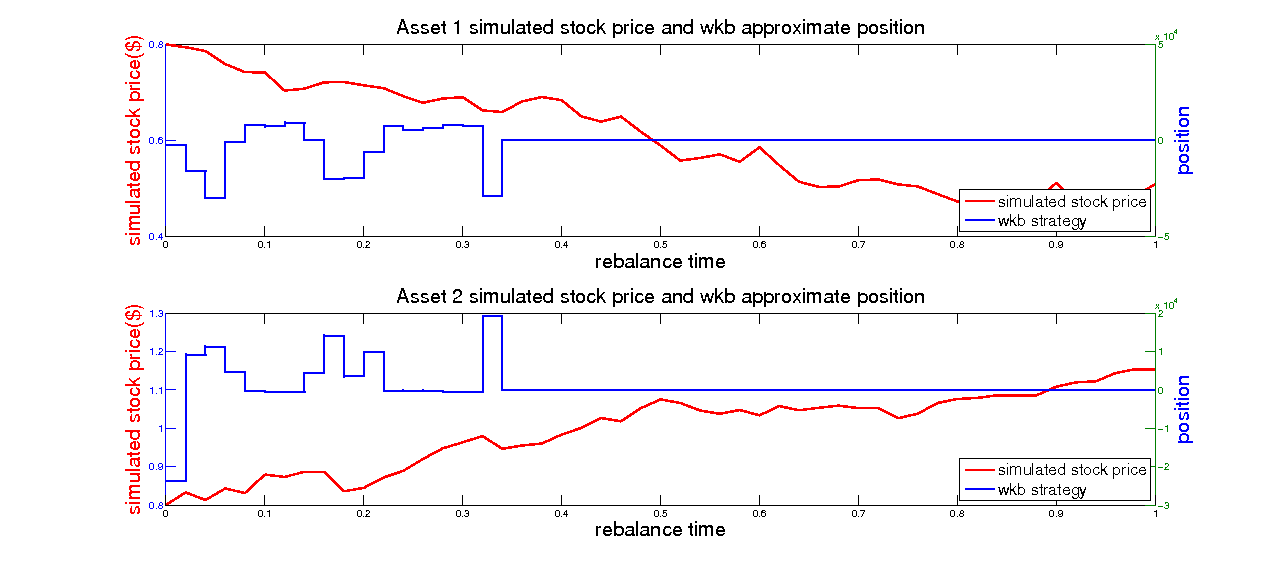 Asset 1 simulated stock price and wkb approximate position
x 10^4
simulated stock price($)
0.8
0.6
0.4
5
0
-5
position
simulated stock price
wkb strategy
0 0.1 0.2 0.3 0.4 0.5 0.6 0.7 0.8 0.9 1
rebalance time
Asset 2 simulated stock price and wkb approximate position
x 10^4
simulated stock price($)
1.3
1.2
1.1
1
0.9
0.8
2
1
0
-1
-2
-3
position
simulated stock price
wkb strategy
0 0.1 0.2 0.3 0.4 0.5 0.6 0.7 0.8 0.9 1
rebalance time